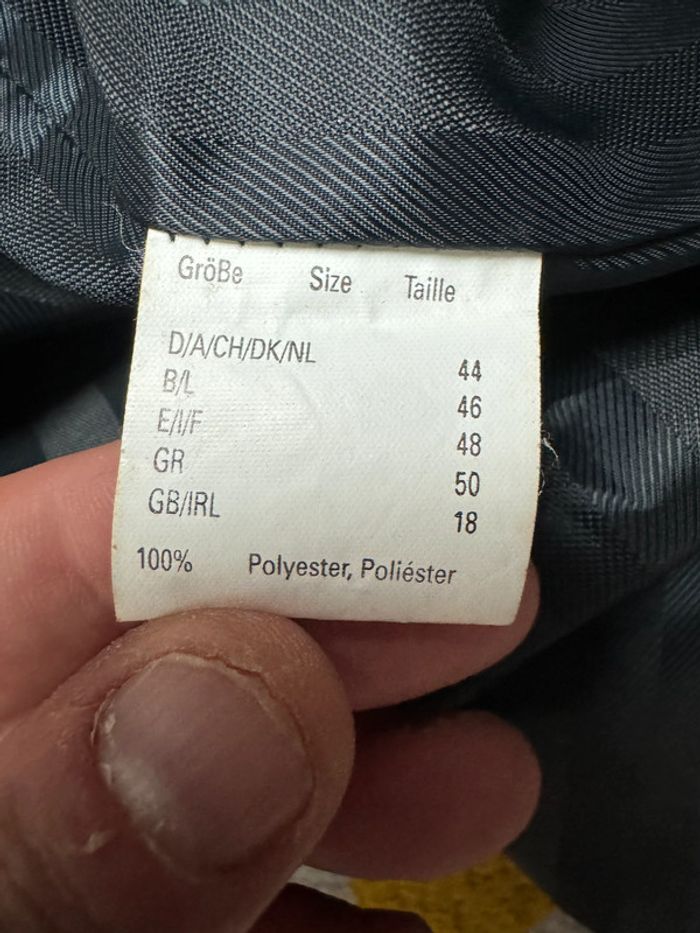 Größe Size Taille
D/A/CH/DK/NL 44
B/L 46
E/I/F 48
GR 50
GB/IRL 18
100% Polyester, Poliéster